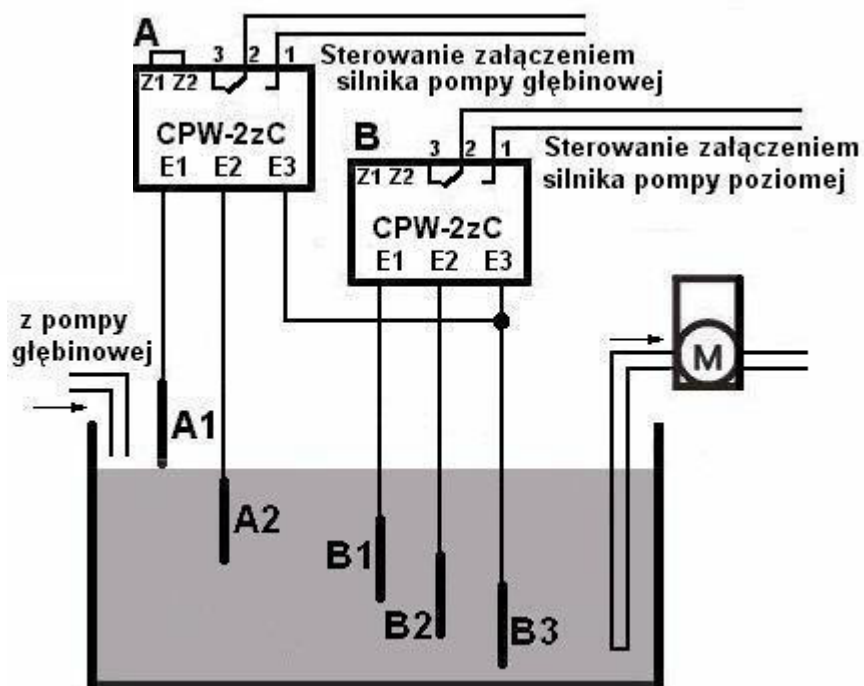 A
3 2 1
Sterowanie załączeniem
silnika pompy głębinowej
Z1 Z2
CPW-2zC
E1 E2 E3
B
3 2 1
Sterowanie załączeniem
silnika pompy poziomej
Z1 Z2
CPW-2zC
E1 E2 E3
z pompy
głębinowej
M
A1
A2
B1
B2
B3